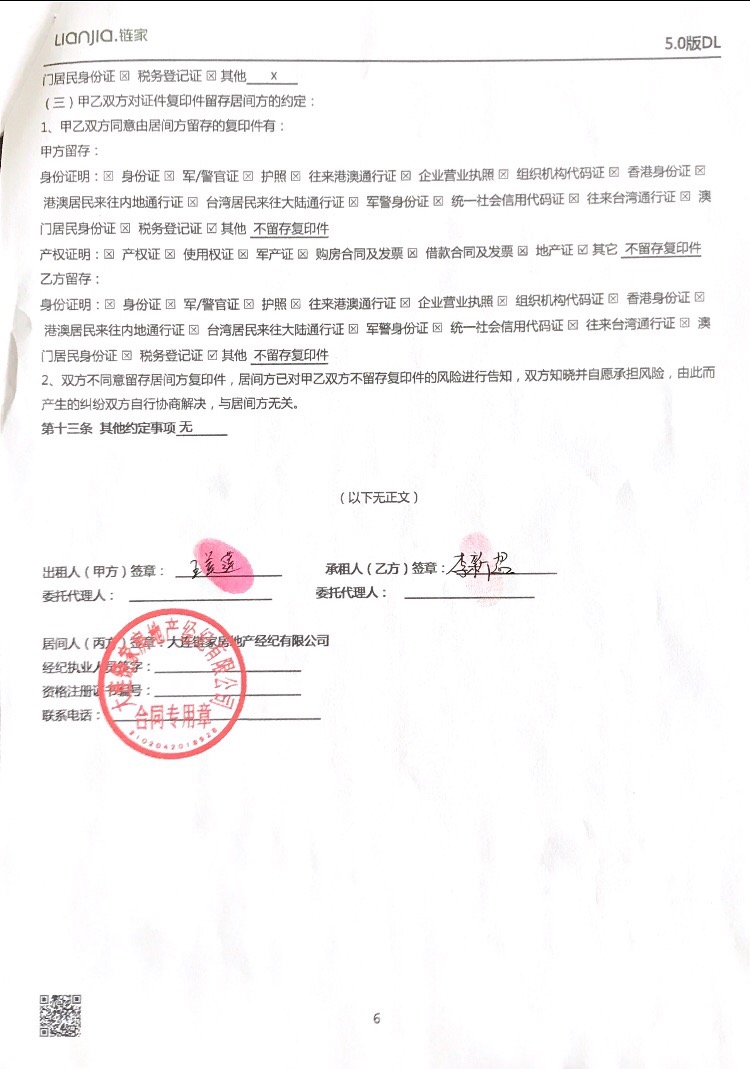 Lianjia.链家
5.0版DL
门居民身份证 ☒ 税务登记证 ☒ 其他 x
（三）甲乙双方对证件复印件留存居间方的约定：
1、甲乙双方同意由居间方留存的复印件有：
甲方留存：
身份证明：☒ 身份证 ☒ 军/警官证 ☒ 护照 ☒ 往来港澳通行证 ☒ 企业营业执照 ☒ 组织机构代码证 ☒ 香港身份证 ☒
港澳居民来往内地通行证 ☒ 台湾居民来往大陆通行证 ☒ 军警身份证 ☒ 统一社会信用代码证 ☒ 往来台湾通行证 ☒ 澳
门居民身份证 ☒ 税务登记证 ☑ 其他 不留存复印件
产权证明：☒ 产权证 ☒ 使用权证 ☒ 军产证 ☒ 购房合同及发票 ☒ 借款合同及发票 ☒ 地产证 ☑ 其它 不留存复印件
乙方留存：
身份证明：☒ 身份证 ☒ 军/警官证 ☒ 护照 ☒ 往来港澳通行证 ☒ 企业营业执照 ☒ 组织机构代码证 ☒ 香港身份证 ☒
港澳居民来往内地通行证 ☒ 台湾居民来往大陆通行证 ☒ 军警身份证 ☒ 统一社会信用代码证 ☒ 往来台湾通行证 ☒ 澳
门居民身份证 ☒ 税务登记证 ☑ 其他 不留存复印件
2、双方不同意留存居间方复印件，居间方已对甲乙双方不留存复印件的风险进行告知，双方知晓并自愿承担风险，由此而
产生的纠纷双方自行协商解决，与居间方无关。
第十三条 其他约定事项 无
（以下无正文）
出租人（甲方）签章：
承租人（乙方）签章：李新
委托代理人：
委托代理人：
居间人（丙方）签章：大连链家房地产经纪有限公司
经纪执业人员签字：
资格注册证书编号：
联系电话：
大连链家房地产经纪有限公司
合同专用章
6